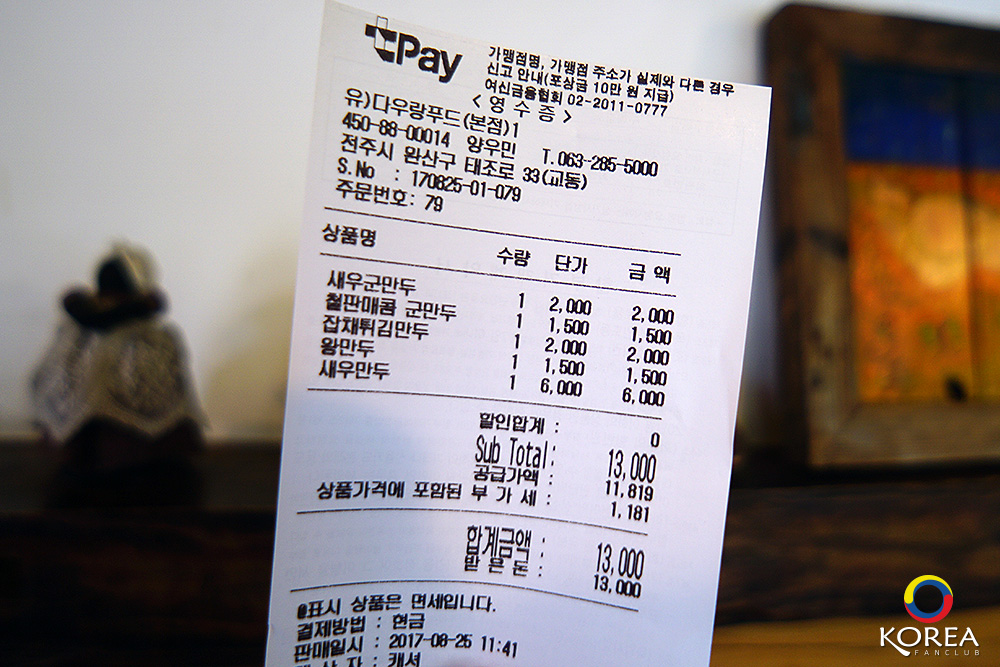 tPay
가맹점명, 가맹점 주소가 실제와 다른 경우
신고 안내(포상금 10만 원 지급)
여신금융협회 02-2011-0777
< 영 수 증 >
유)다우랑푸드(본점)1
450-88-00014 양우민 T.063-285-5000
전주시 완산구 태조로 33(교동)
S.No : 170825-01-079
주문번호: 79
상품명 수량 단가 금 액
새우군만두 1 2,000 2,000
철판매콤 군만두 1 1,500 1,500
잡채튀김만두 1 2,000 2,000
왕만두 1 1,500 1,500
새우만두 1 6,000 6,000
할인합계 : 0
Sub Total: 13,000
공급가액 : 11,819
상품가격에 포함된 부 가 세 : 1,181
합계금액 : 13,000
받 은 돈 : 13,000
@표시 상품은 면세입니다.
결제방법 : 현금
판매일시 : 2017-08-25 11:41
계 산 자 : 캐셔
KOREA
FANCLUB